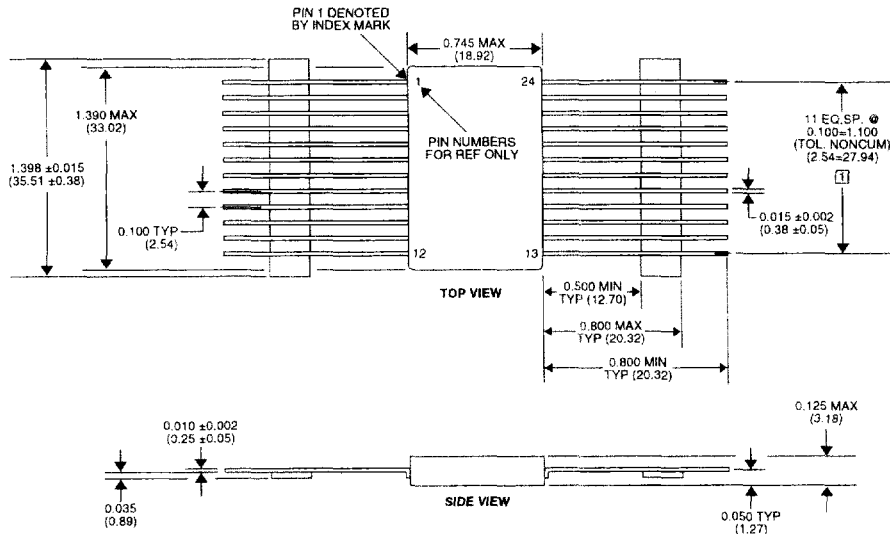 PIN 1 DENOTED
BY INDEX MARK
0.745 MAX
(18.92)
1
24
1.390 MAX
(33.02)
PIN NUMBERS
FOR REF ONLY
11 EQ.SP. @
0.100=1.100
(TOL. NONCUM)
(2.54=27.94)
1
1.398 ±0.015
(35.51 ±0.38)
0.015 ±0.002
(0.38 ±0.05)
0.100 TYP
(2.54)
12
13
TOP VIEW
0.500 MIN
TYP (12.70)
0.800 MAX
TYP (20.32)
0.800 MIN
TYP (20.32)
0.010 ±0.002
(0.25 ±0.05)
0.125 MAX
(3.18)
0.035
(0.89)
SIDE VIEW
0.050 TYP
(1.27)